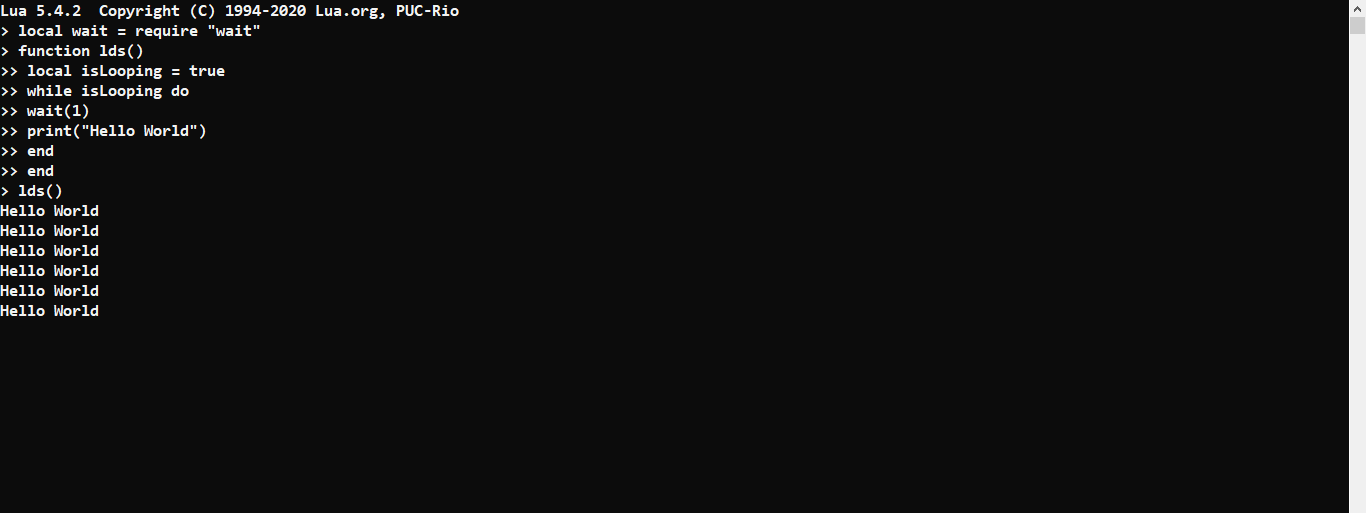 Lua 5.4.2  Copyright (C) 1994-2020 Lua.org, PUC-Rio
> local wait = require "wait"
> function lds()
>> local isLooping = true
>> while isLooping do
>> wait(1)
>> print("Hello World")
>> end
>> end
> lds()
Hello World
Hello World
Hello World
Hello World
Hello World
Hello World